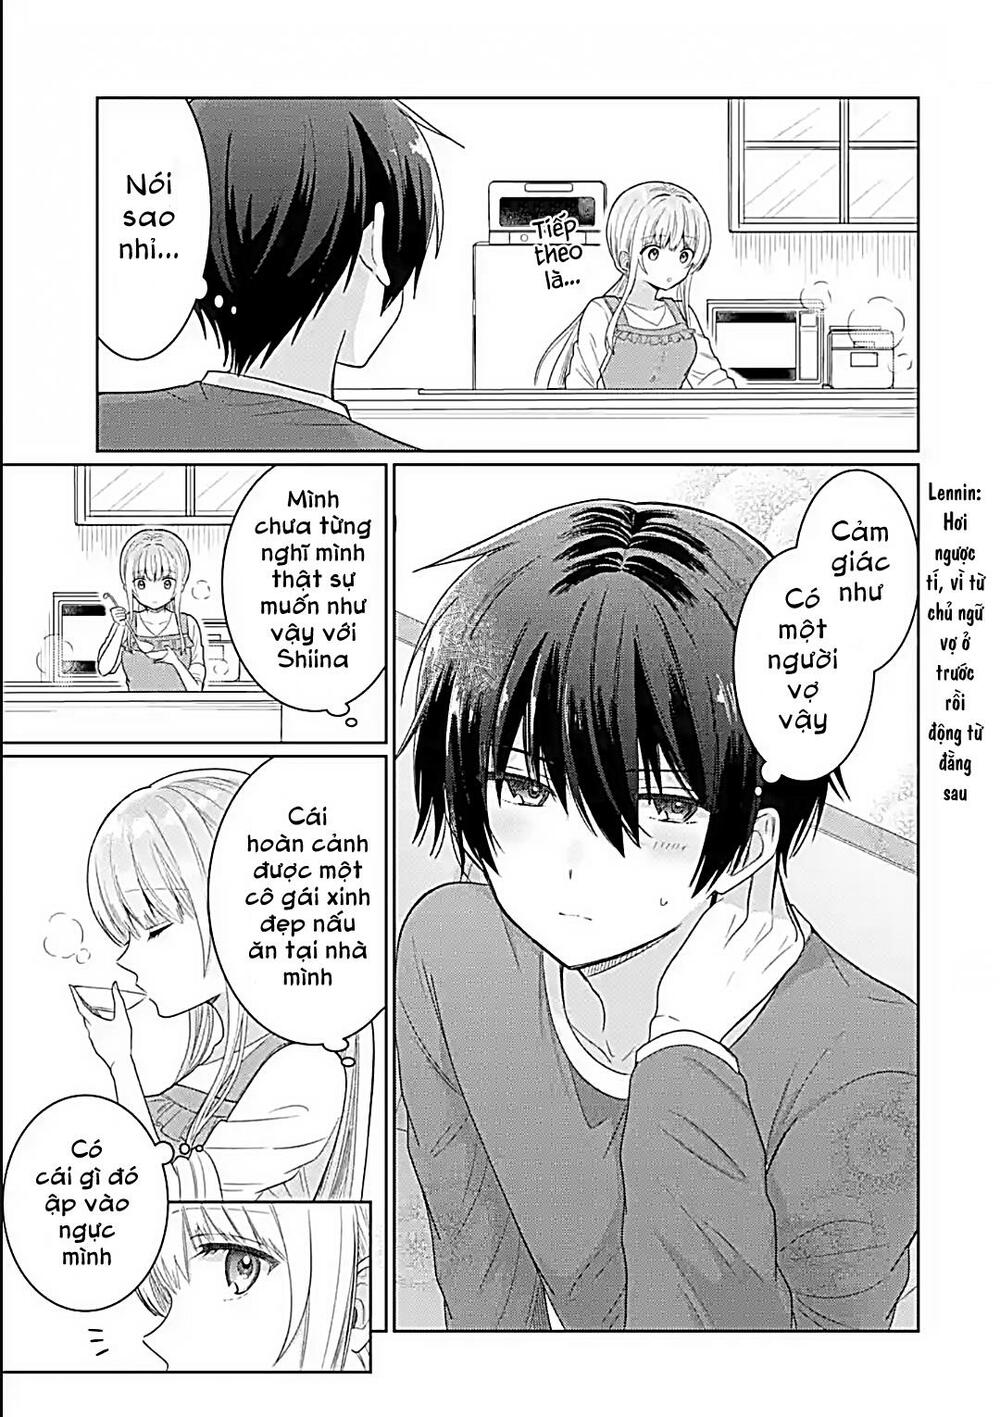 Tiếp
theo
là...
Nói
sao
nhỉ...
Cảm
giác như
Có
một
người
vợ
vậy
Lennin:
Hơi
ngược
tí, vì từ
chủ ngữ
vợ ở
trước
rồi
động từ
đằng
sau
Mình
chưa từng
nghĩ mình
thật sự
muốn như
vậy với
Shiina
Cái
hoàn cảnh
được một
cô gái xinh
đẹp nấu
ăn tại nhà
mình
Có
cái gì đó
ập vào
ngực
mình